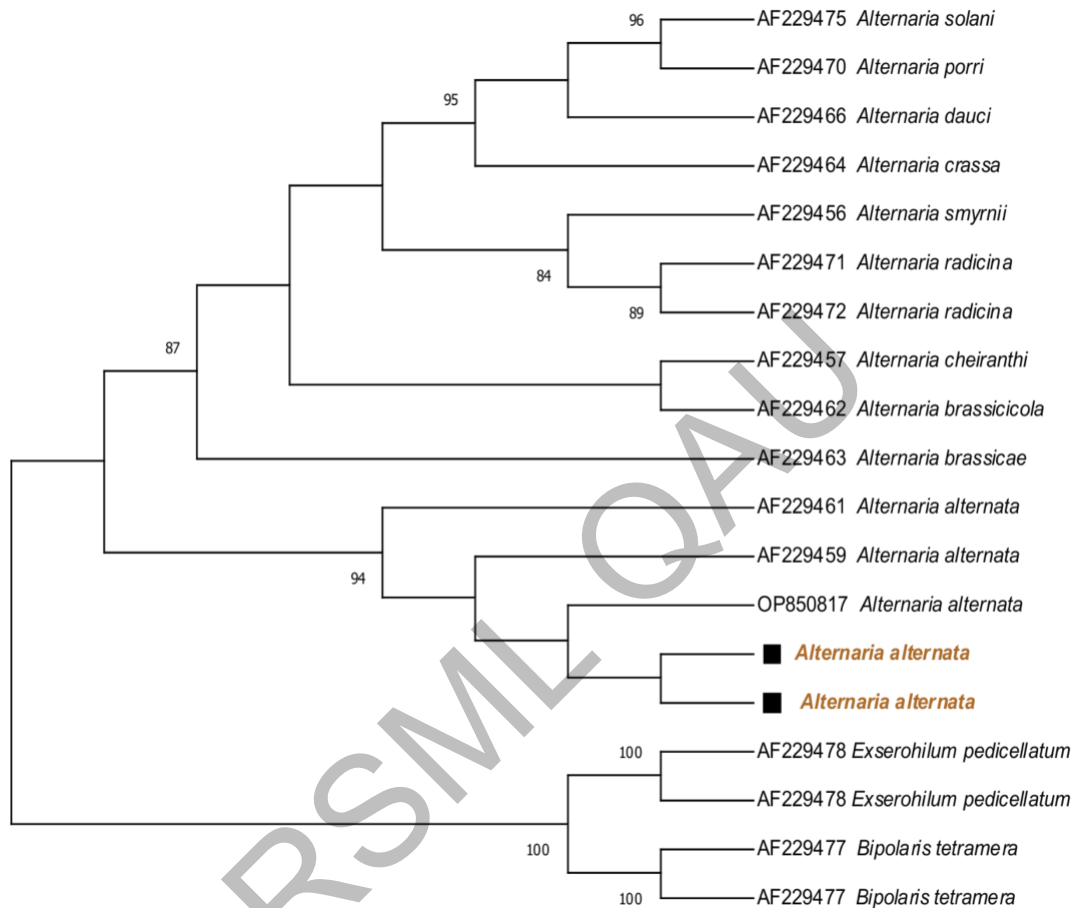 96
AF229475 Alternaria solani
AF229470 Alternaria porri
95
AF229466 Alternaria dauci
AF229464 Alternaria crassa
AF229456 Alternaria smyrnii
84
AF229471 Alternaria radicina
89
AF229472 Alternaria radicina
87
AF229457 Alternaria cheiranthi
AF229462 Alternaria brassicicola
AF229463 Alternaria brassicae
AF229461 Alternaria alternata
94
AF229459 Alternaria alternata
OP850817 Alternaria alternata
Alternaria alternata
Alternaria alternata
100
AF229478 Exserohilum pedicellatum
AF229478 Exserohilum pedicellatum
100
AF229477 Bipolaris tetramera
100
AF229477 Bipolaris tetramera
RSML QAU